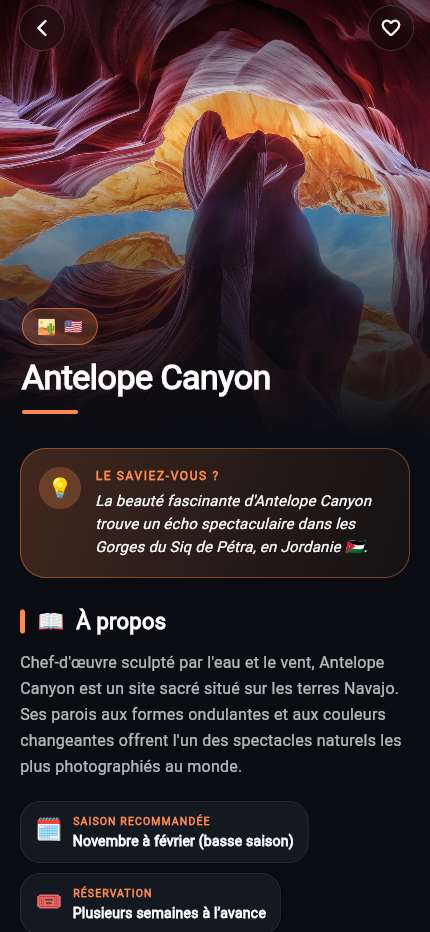 Antelope Canyon
LE SAVIEZ-VOUS ?
La beauté fascinante d'Antelope Canyon
trouve un écho spectaculaire dans les
Gorges du Siq de Pétra, en Jordanie 🇯🇴.
À propos
Chef-d'œuvre sculpté par l'eau et le vent, Antelope
Canyon est un site sacré situé sur les terres Navajo.
Ses parois aux formes ondulantes et aux couleurs
changeantes offrent l'un des spectacles naturels les
plus photographiés au monde.
SAISON RECOMMANDÉE
Novembre à février (basse saison)
RÉSERVATION
Plusieurs semaines à l'avance